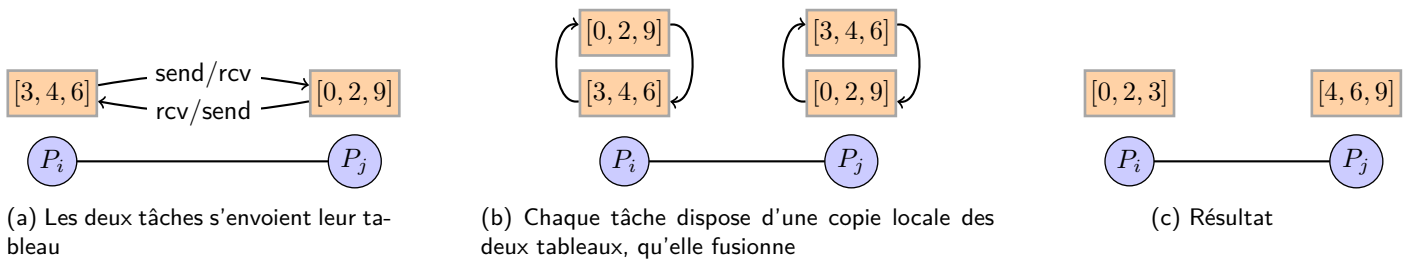 [3, 4, 6]
send/rcv
rcv/send
[0, 2, 9]
P_i
P_j
(a) Les deux tâches s'envoient leur ta-
bleau
[0, 2, 9]
[3, 4, 6]
[3, 4, 6]
[0, 2, 9]
P_i
P_j
(b) Chaque tâche dispose d'une copie locale des
deux tableaux, qu'elle fusionne
[0, 2, 3]
[4, 6, 9]
P_i
P_j
(c) Résultat